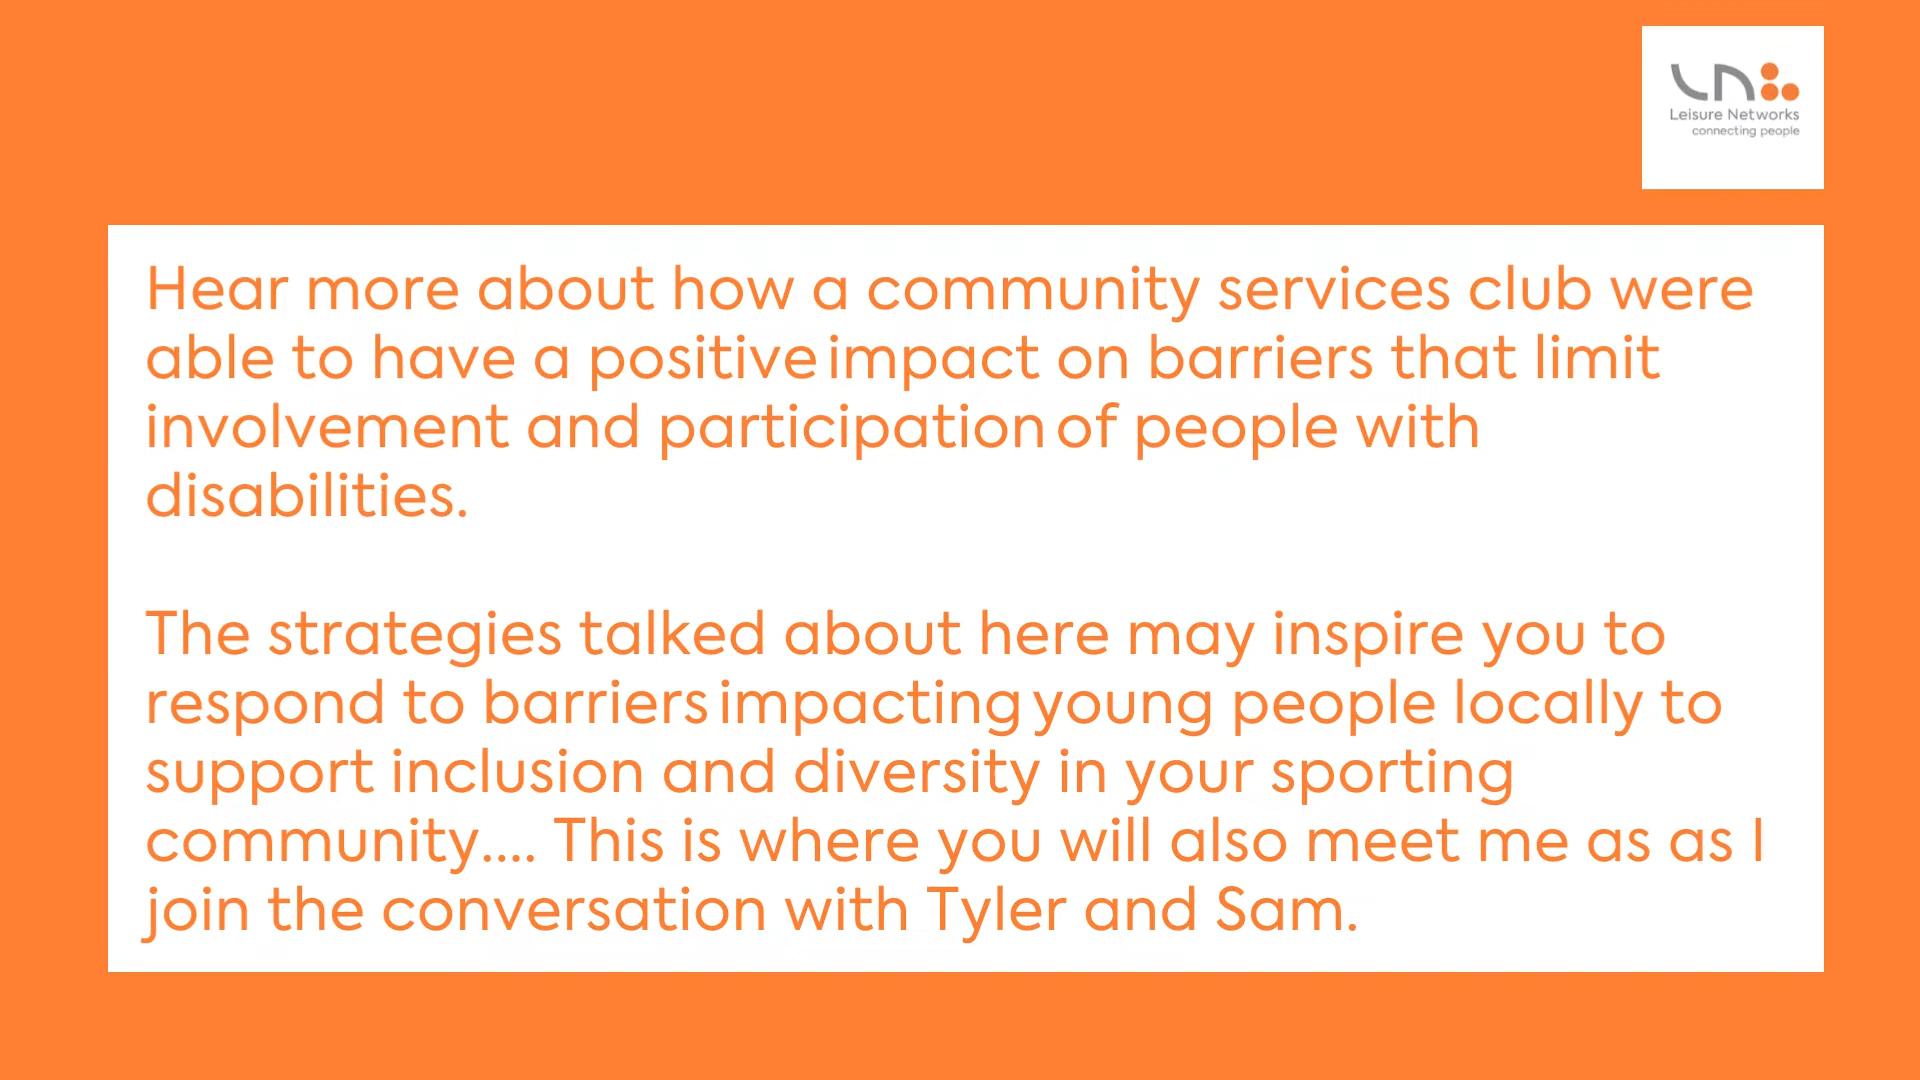 Ln
Leisure Networks
connecting people
Hear more about how a community services club were
able to have a positive impact on barriers that limit
involvement and participation of people with
disabilities.
The strategies talked about here may inspire you to
respond to barriers impacting young people locally to
support inclusion and diversity in your sporting
community.... This is where you will also meet me as as I
join the conversation with Tyler and Sam.